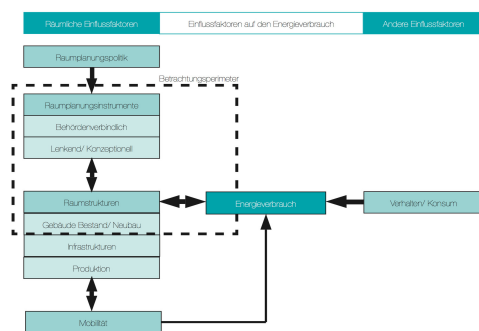 Räumliche Einflussfaktoren
Einflussfaktoren auf den Energieverbrauch
Andere Einflussfaktoren
Raumplanungspolitik
Betrachtungsperimeter
Raumplanungsinstrumente
Behördenverbindlich
Lenkend/ Konzeptionell
Raumstrukturen
Energieverbrauch
Verhalten/ Konsum
Gebäude Bestand/ Neubau
Infrastrukturen
Produktion
Mobilität